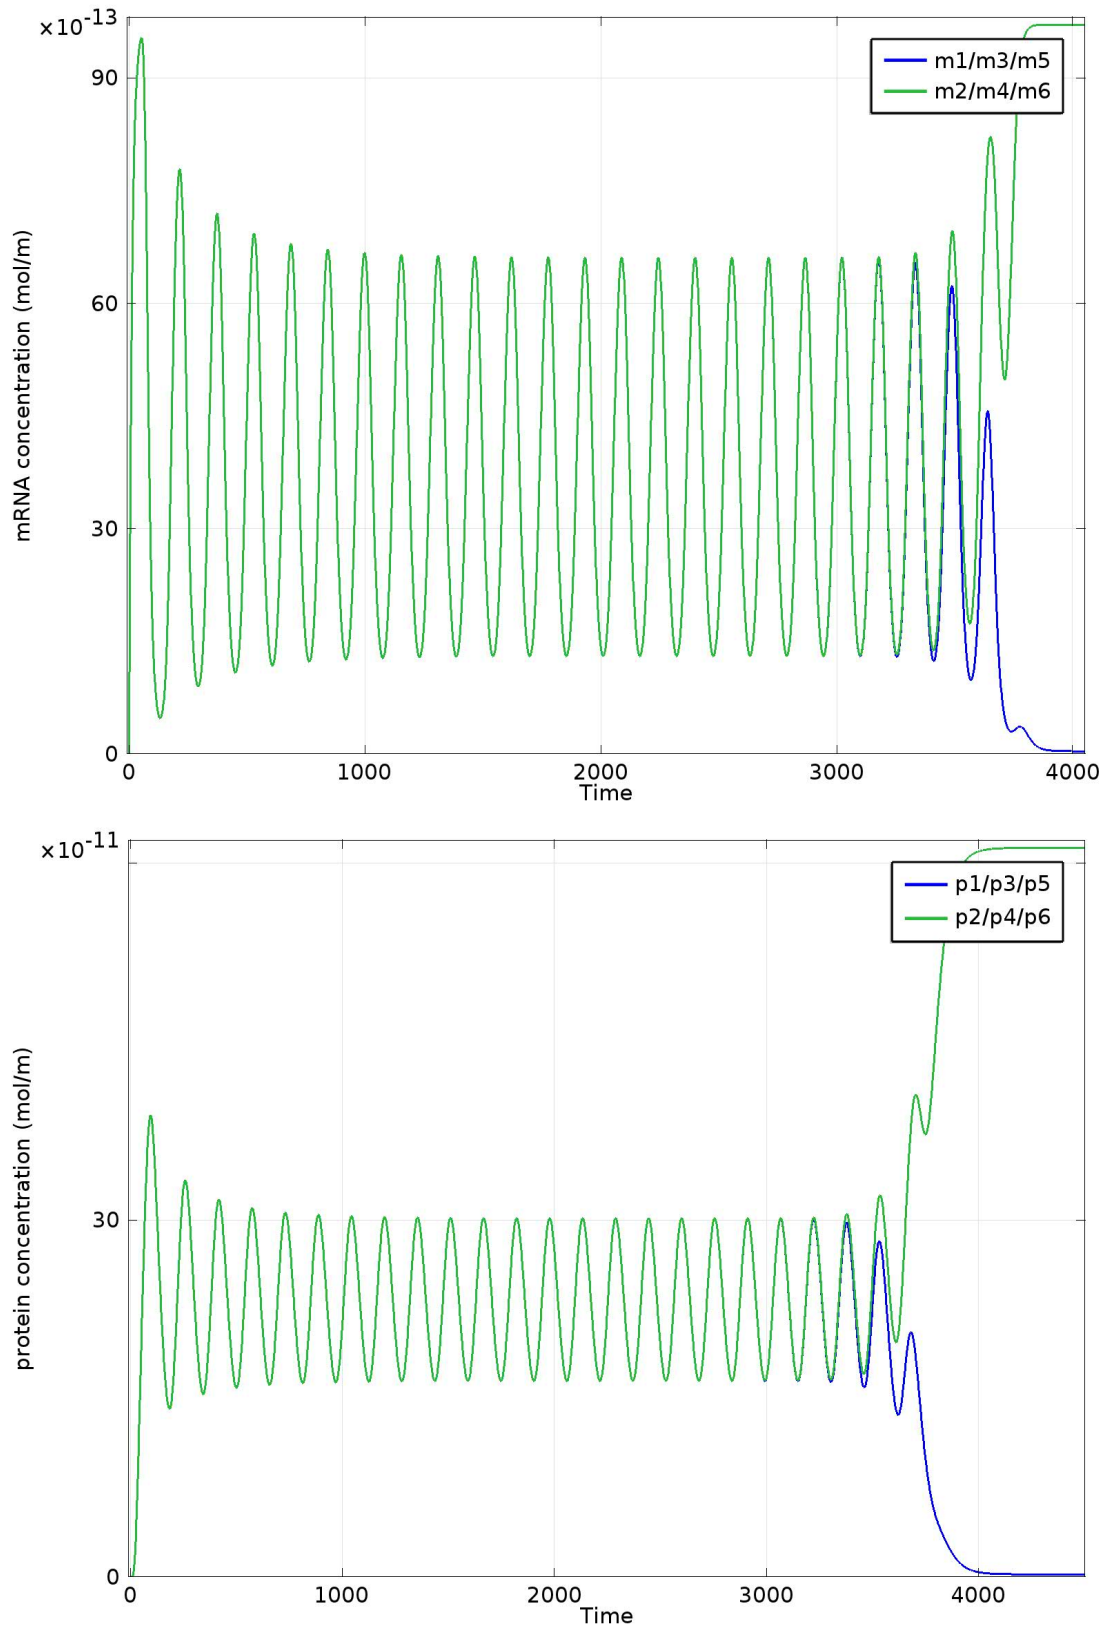 ×10-13
90
60
30
0
mRNA concentration (mol/m)
m1/m3/m5
m2/m4/m6
0 1000 2000 3000 4000
Time
×10-11
30
0
protein concentration (mol/m)
p1/p3/p5
p2/p4/p6
0 1000 2000 3000 4000
Time